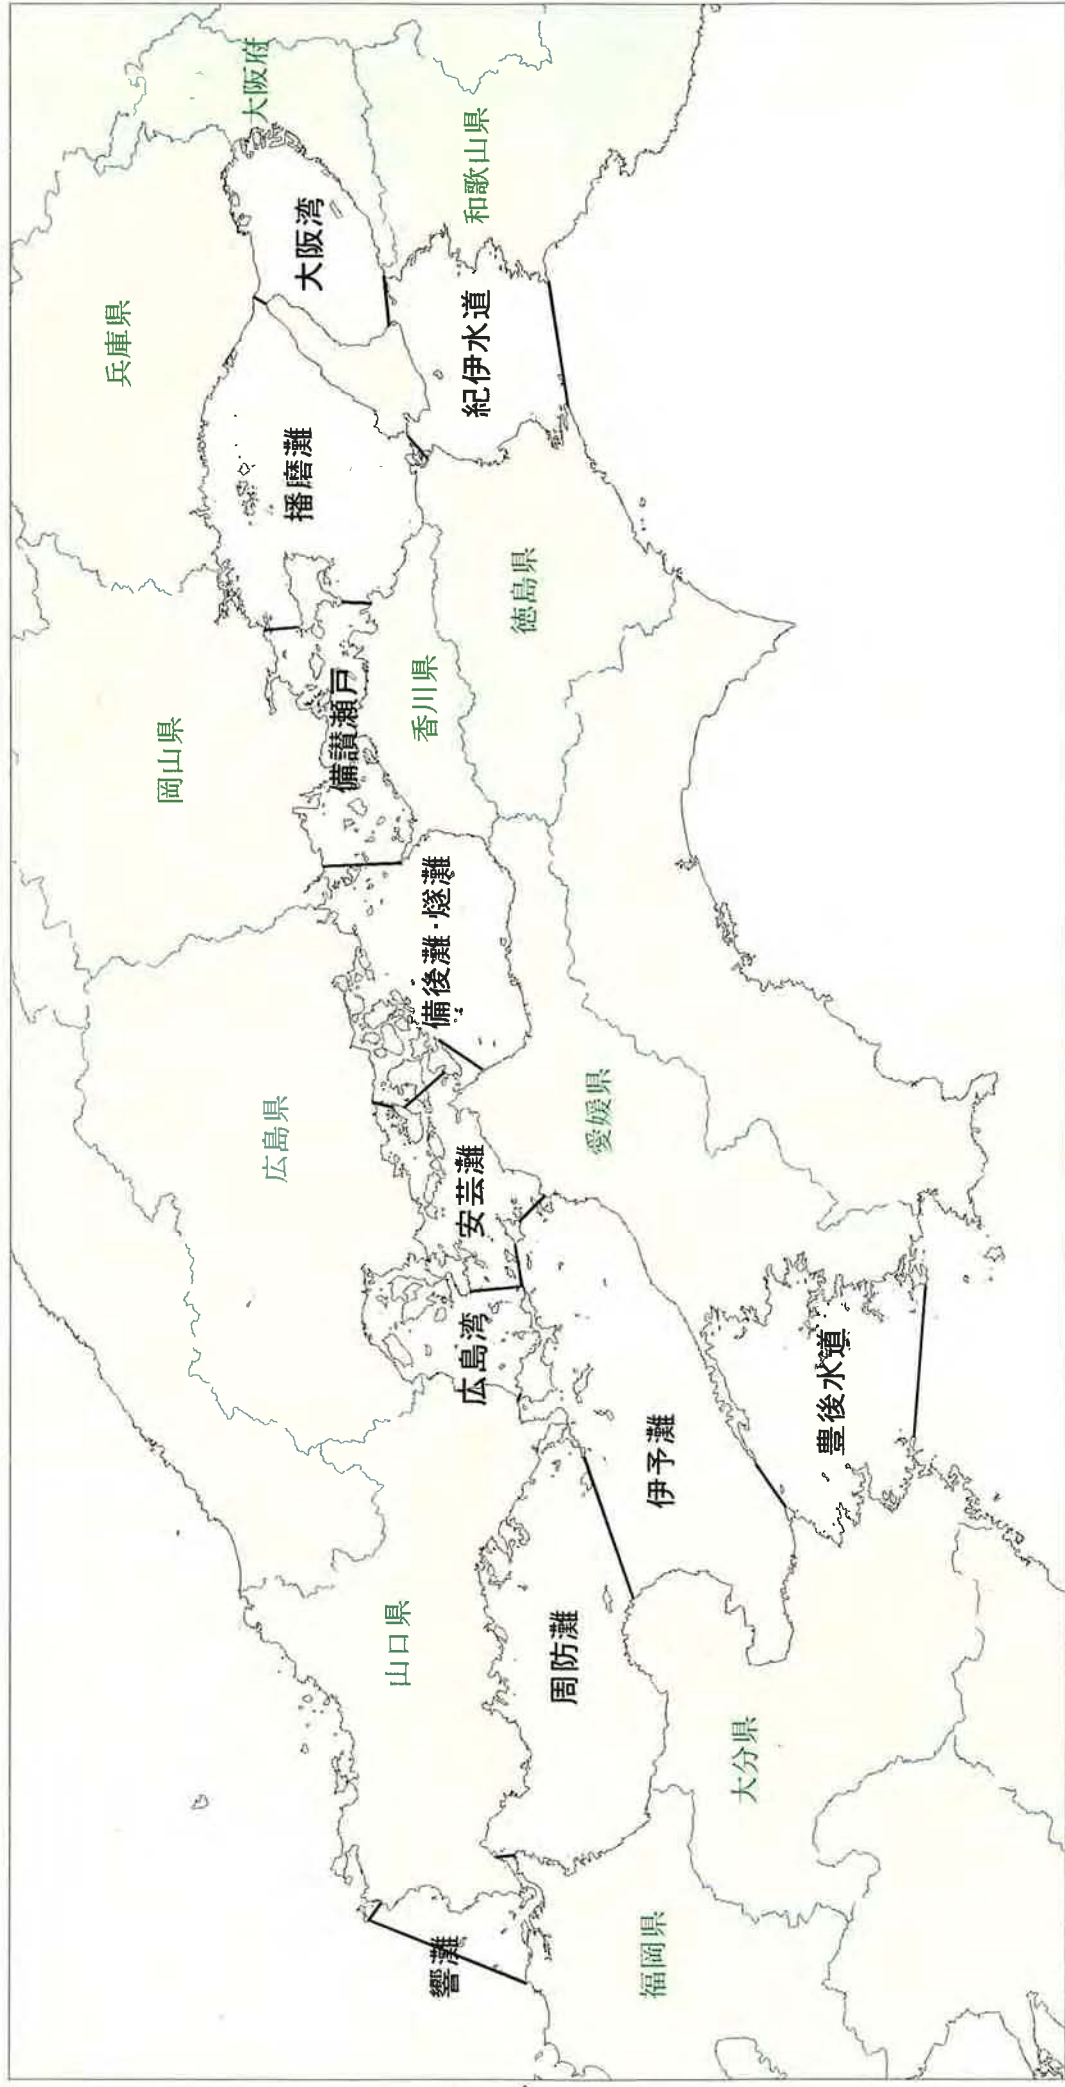 兵庫県
大阪府
岡山県
大阪湾
播磨灘
和歌山県
広島県
備讃瀬戸
紀伊水道
香川県
徳島県
備後灘・燧灘
山口県
安芸灘
広島湾
愛媛県
響灘
周防灘
伊予灘
豊後水道
福岡県
大分県